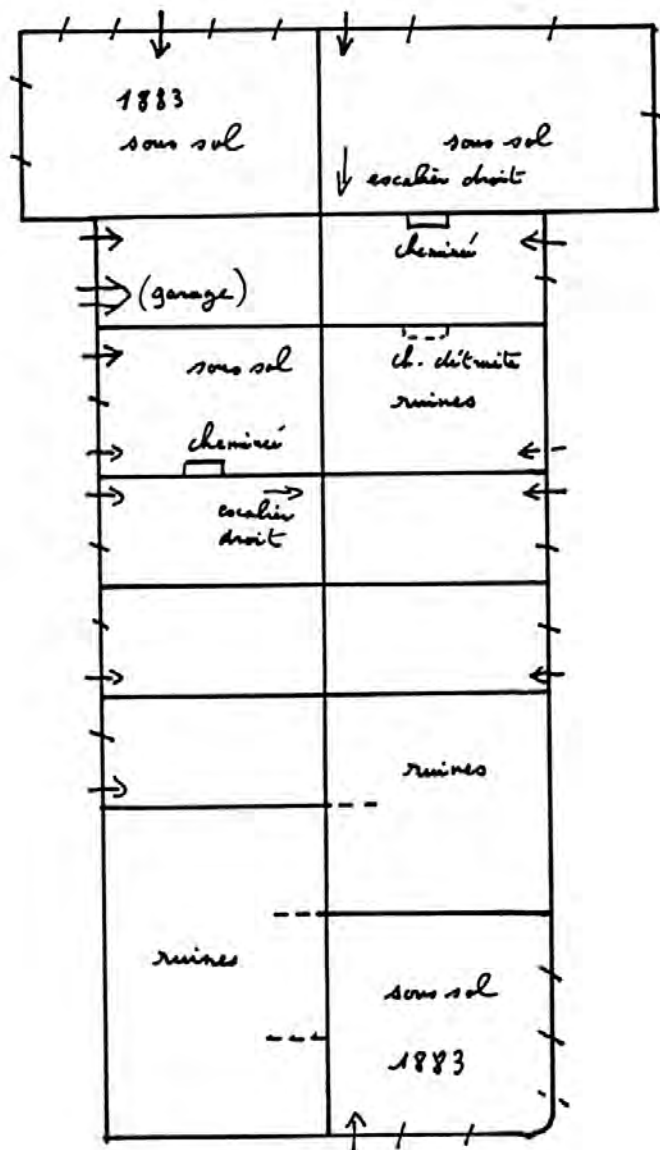 1883
sous sol
sous sol
escalier droit
cheminée
(garage)
sous sol
ch. détruite
ruines
cheminée
escalier
droit
ruines
ruines
sous sol
1883